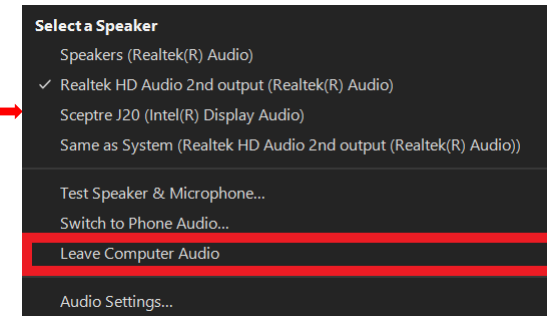 Select a Speaker
Speakers (Realtek(R) Audio)
Realtek HD Audio 2nd output (Realtek(R) Audio)
Sceptre J20 (Intel(R) Display Audio)
Same as System (Realtek HD Audio 2nd output (Realtek(R) Audio))
Test Speaker & Microphone...
Switch to Phone Audio...
Leave Computer Audio
Audio Settings...